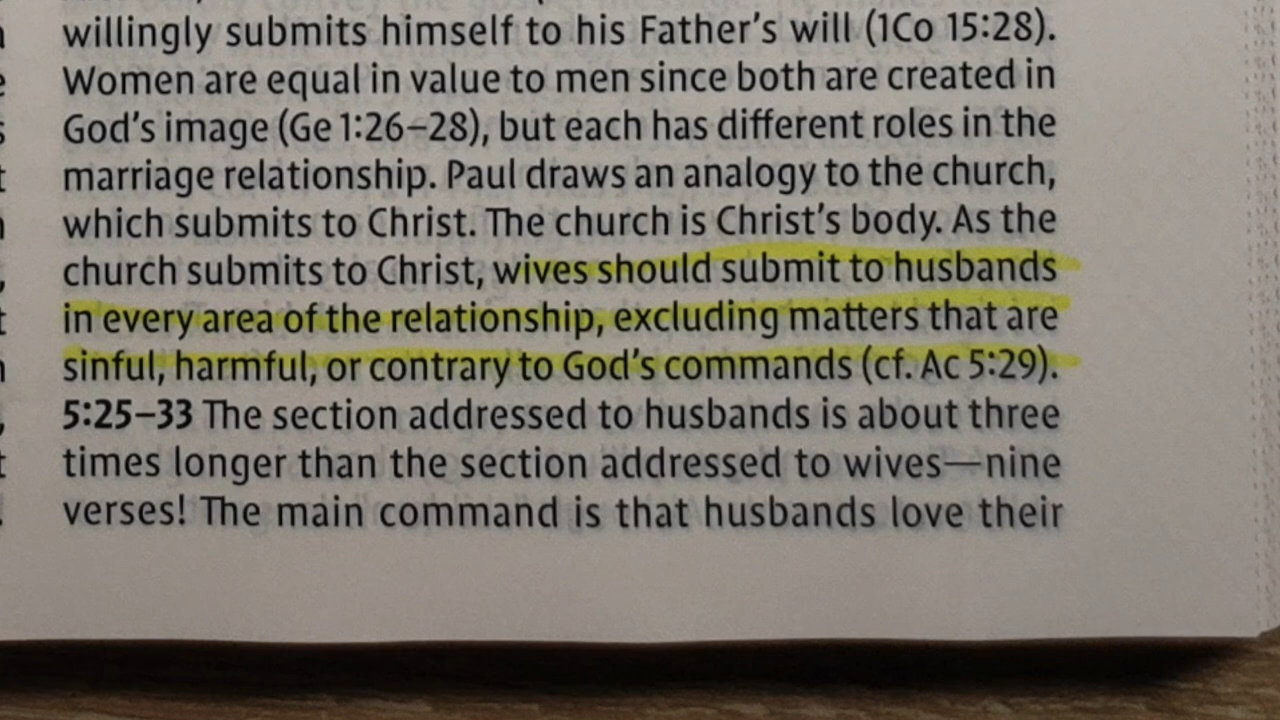 willingly submits himself to his Father's will (1Co 15:28).
Women are equal in value to men since both are created in
God's image (Ge 1:26–28), but each has different roles in the
marriage relationship. Paul draws an analogy to the church,
which submits to Christ. The church is Christ's body. As the
church submits to Christ, wives should submit to husbands
in every area of the relationship, excluding matters that are
sinful, harmful, or contrary to God's commands (cf. Ac 5:29).
5:25–33 The section addressed to husbands is about three
times longer than the section addressed to wives—nine
verses! The main command is that husbands love their